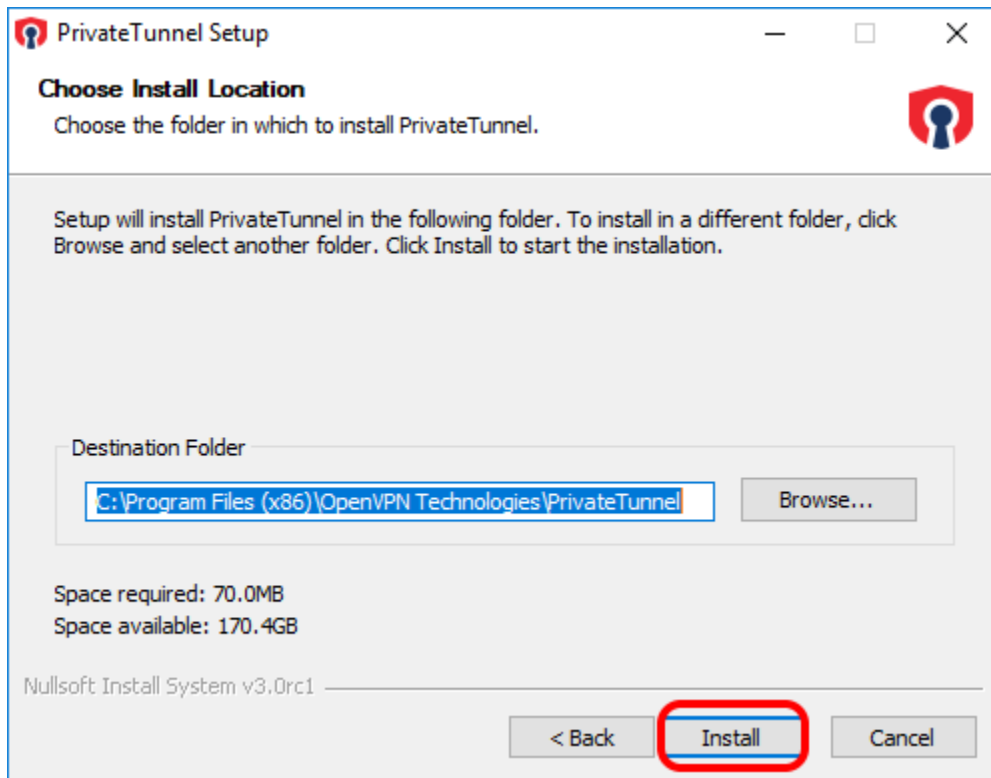 PrivateTunnel Setup
Choose Install Location
Choose the folder in which to install PrivateTunnel.
Setup will install PrivateTunnel in the following folder. To install in a different folder, click
Browse and select another folder. Click Install to start the installation.
Destination Folder
C:\Program Files (x86)\OpenVPN Technologies\PrivateTunnel
Browse...
Space required: 70.0MB
Space available: 170.4GB
Nullsoft Install System v3.0rc1
< Back
Install
Cancel